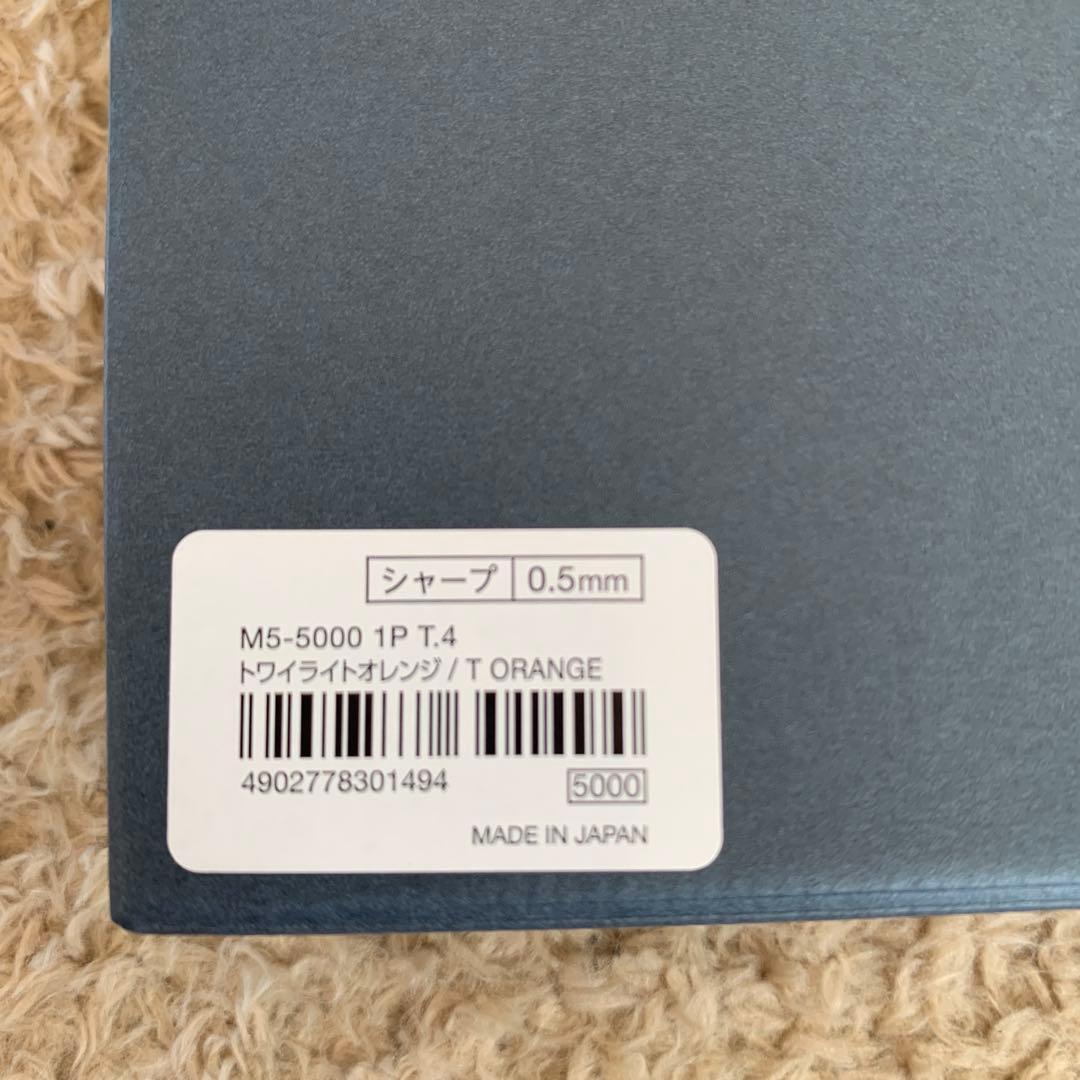 シャープ 0.5mm
M5-5000 1P T.4
トワイライトオレンジ / T ORANGE
4902778301494 5000
MADE IN JAPAN